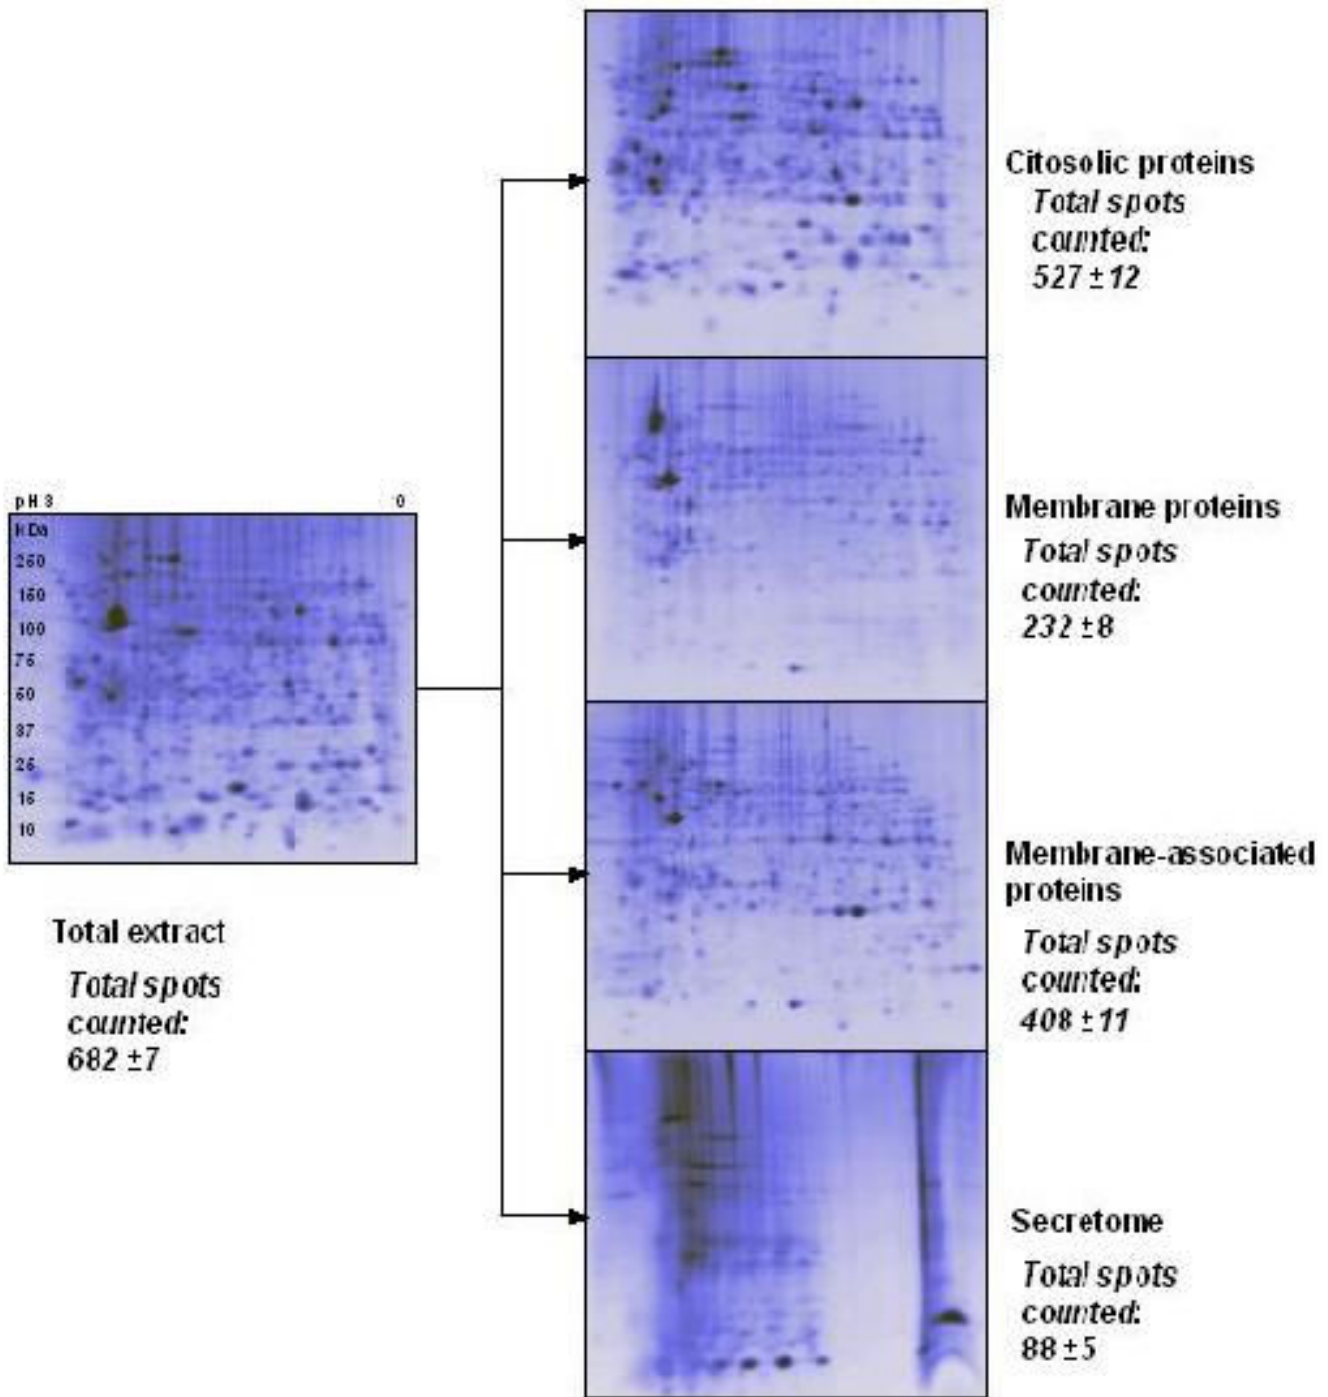 Citosolic proteins
Total spots
counted:
527 ± 12
pH 3 0
KDa
250
150
100
75
50
37
25
15
10
Membrane proteins
Total spots
counted:
232 ±8
Total extract
Total spots
counted:
682 ±7
Membrane-associated
proteins
Total spots
counted:
408 ±11
Secretome
Total spots
counted:
88 ±5